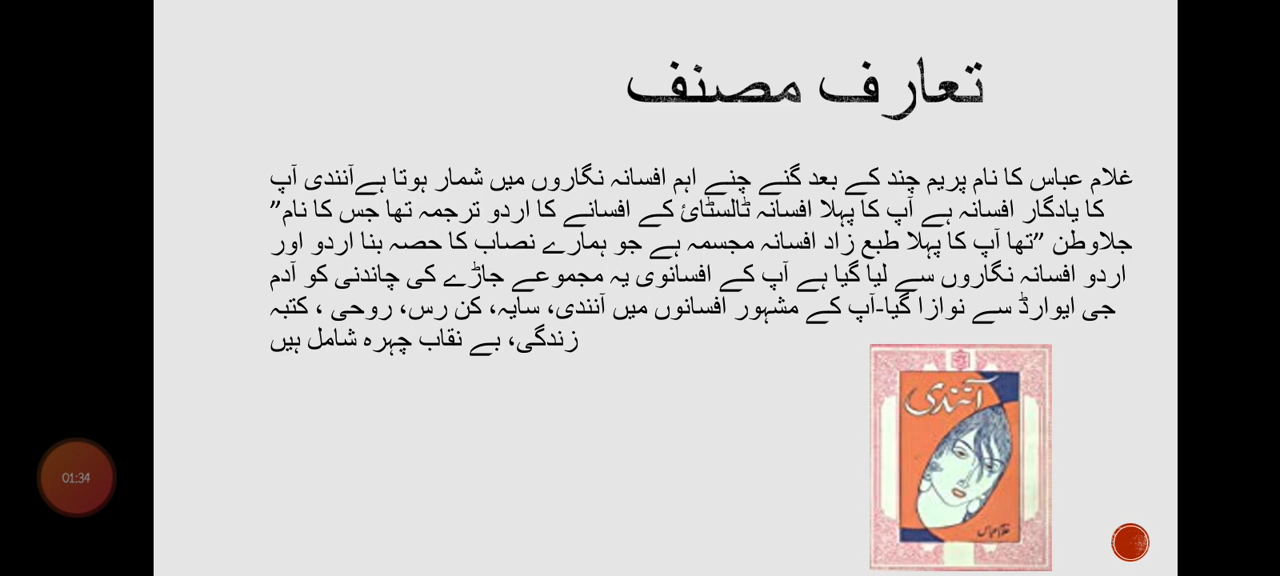 تعارف مصنف
غلام عباس کا نام پریم چند کے بعد گنے چنے اہم افسانہ نگاروں میں شمار ہوتا ہےآنندی آپ
کا یادگار افسانہ ہے آپ کا پہلا افسانہ ٹالسٹائ کے افسانے کا اردو ترجمہ تھا جس کا نام”
جلاوطن ”تھا آپ کا پہلا طبع زاد افسانہ مجسمہ ہے جو ہمارے نصاب کا حصہ بنا اردو اور
اردو افسانہ نگاروں سے لیا گیا ہے آپ کے افسانوی یہ مجموعے جاڑے کی چاندنی کو آدم
جی ایوارڈ سے نوازا گیا-آپ کے مشہور افسانوں میں آنندی، سایہ، کن رس، روحی ، کتبہ
زندگی، بے نقاب چہرہ شامل ہیں
آنندی
غلام عباس
01:34